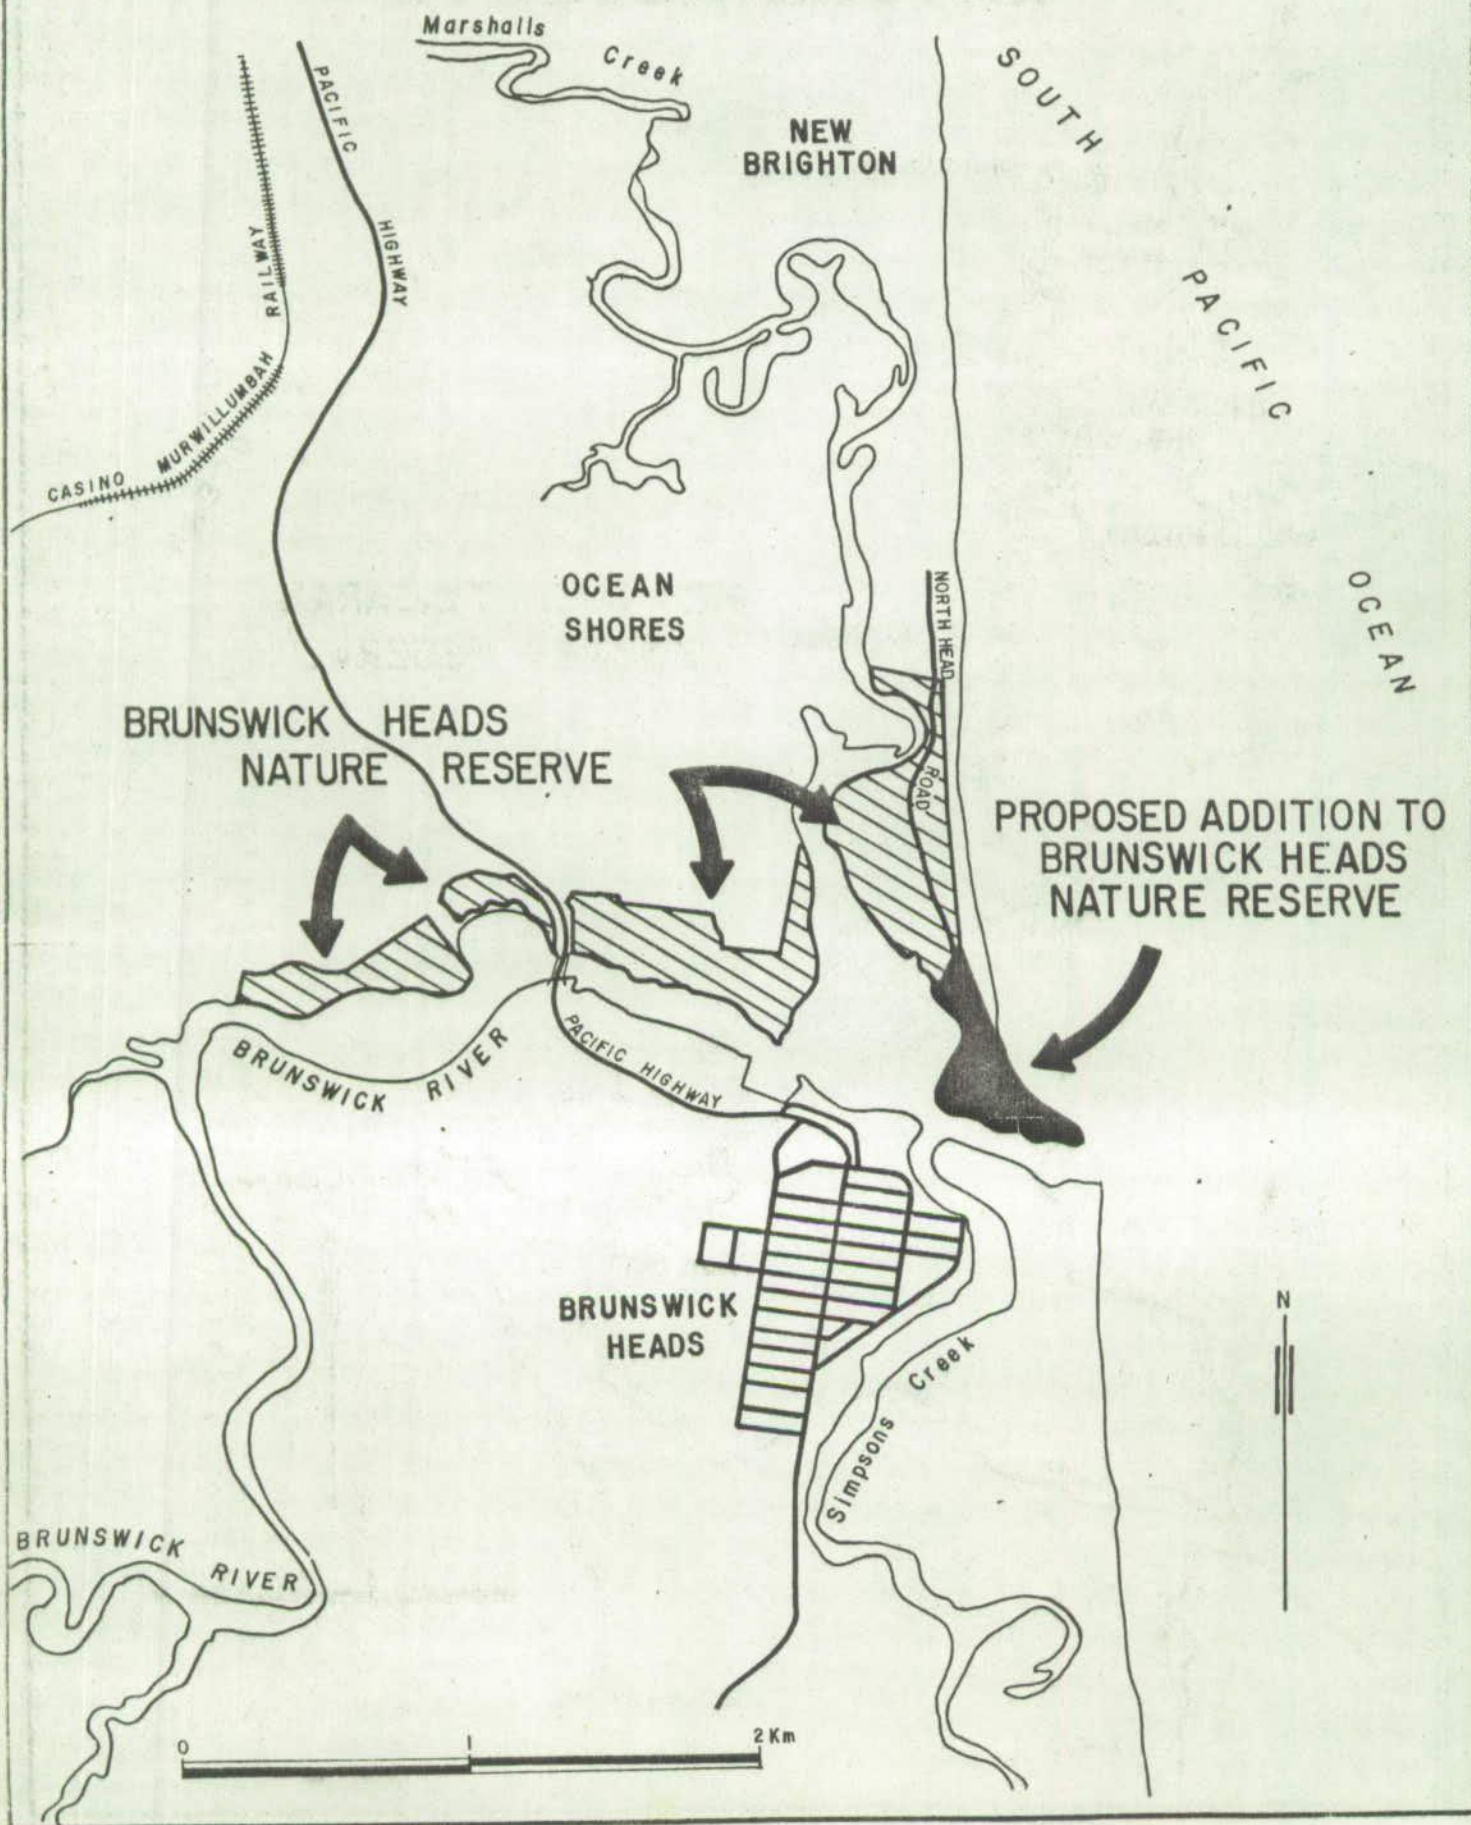 Marshalls
Creek
SOUTH
PACIFIC
OCEAN
PACIFIC
HIGHWAY
NEW
BRIGHTON
RAILWAY
MURWILLUMBAH
CASINO
OCEAN
SHORES
NORTH HEAD
ROAD
BRUNSWICK HEADS
NATURE RESERVE
PROPOSED ADDITION TO
BRUNSWICK HEADS
NATURE RESERVE
BRUNSWICK RIVER
PACIFIC HIGHWAY
BRUNSWICK
HEADS
N
Simpsons Creek
BRUNSWICK
RIVER
0 1 2 Km